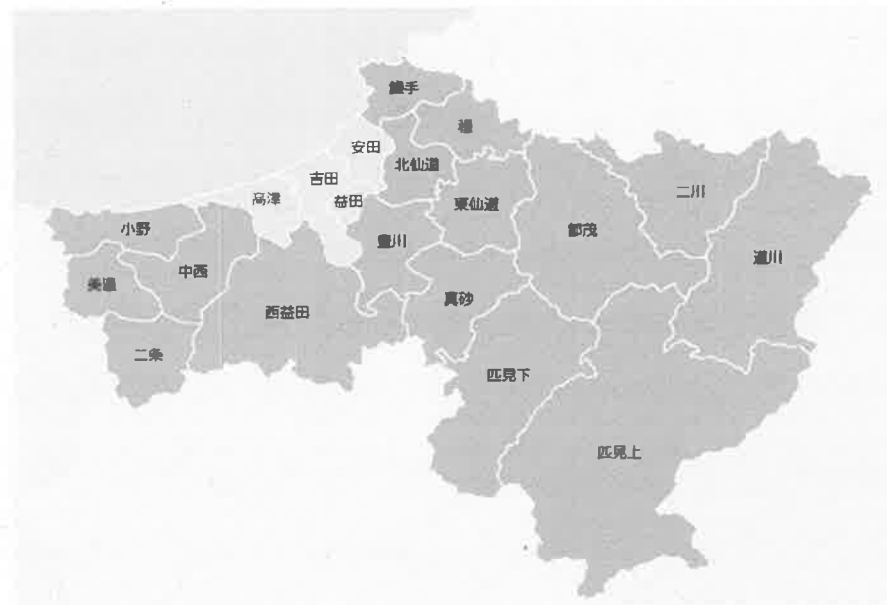 鎌手
種
安田
北仙道
吉田
二川
高津
益田
東仙道
小野
都茂
豊川
道川
中西
美濃
真砂
西益田
二条
匹見下
匹見上